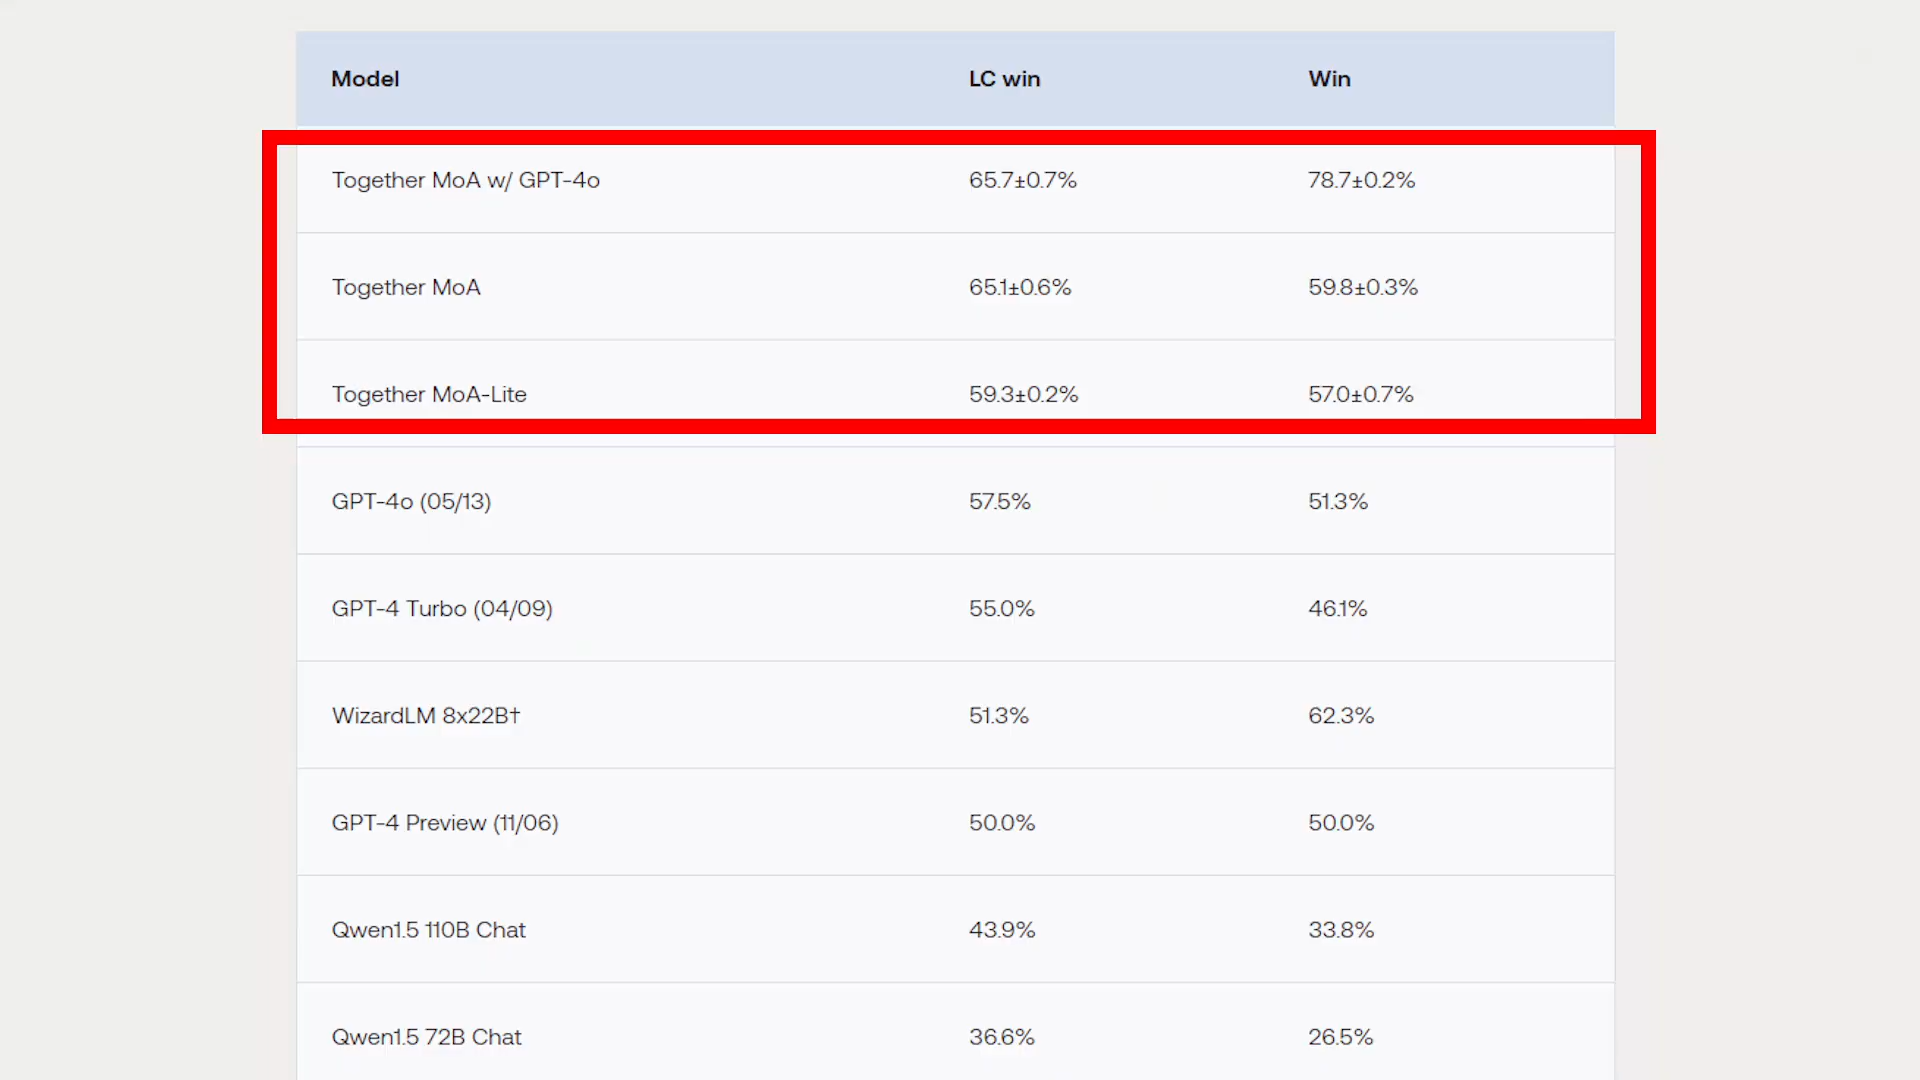 Model LC win Win
Together MoA w/ GPT-4o 65.7±0.7% 78.7±0.2%
Together MoA 65.1±0.6% 59.8±0.3%
Together MoA-Lite 59.3±0.2% 57.0±0.7%
GPT-4o (05/13) 57.5% 51.3%
GPT-4 Turbo (04/09) 55.0% 46.1%
WizardLM 8x22B† 51.3% 62.3%
GPT-4 Preview (11/06) 50.0% 50.0%
Qwen1.5 110B Chat 43.9% 33.8%
Qwen1.5 72B Chat 36.6% 26.5%